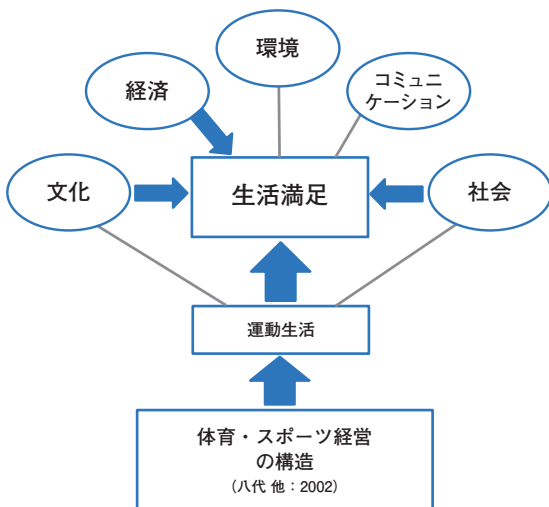 環境
経済
コミュニ
ケーション
文化
生活満足
社会
運動生活
体育・スポーツ経営
の構造
(八代 他：2002)